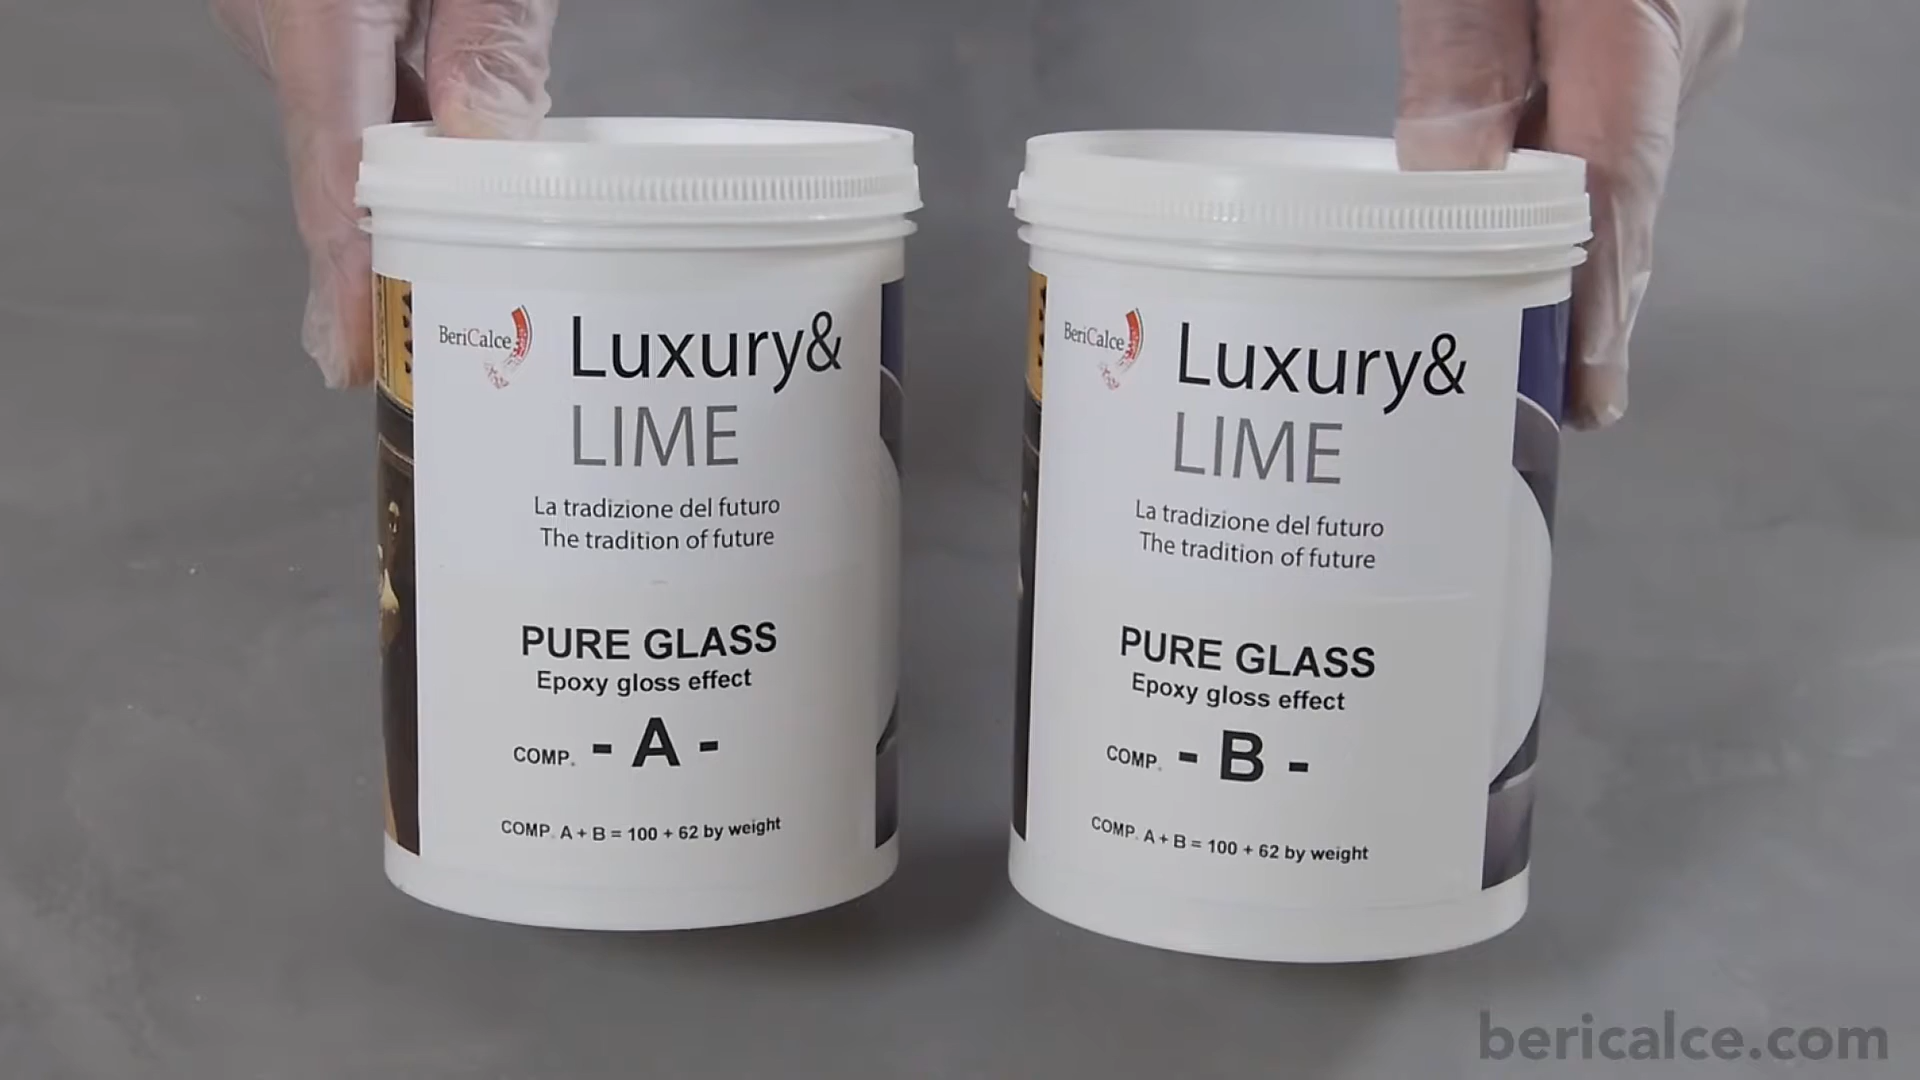 BeriCalce
Luxury&
LIME
La tradizione del futuro
The tradition of future
PURE GLASS
Epoxy gloss effect
COMP. - A -
COMP. A + B = 100 + 62 by weight
BeriCalce
Luxury&
LIME
La tradizione del futuro
The tradition of future
PURE GLASS
Epoxy gloss effect
COMP. - B -
COMP. A + B = 100 + 62 by weight
bericalce.com